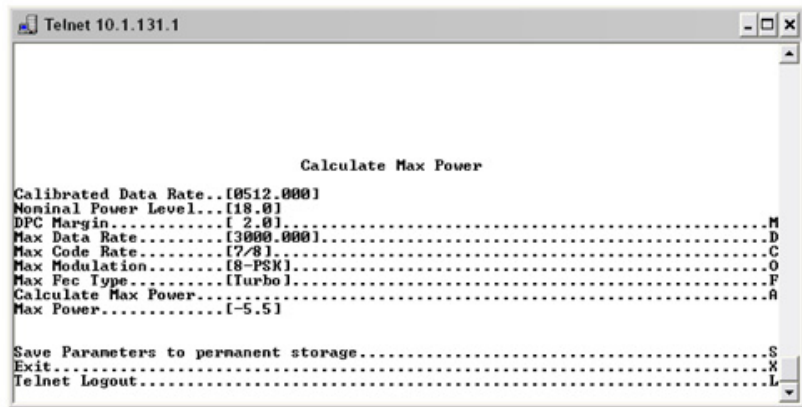 Telnet 10.1.131.1
Calculate Max Power
Calibrated Data Rate..[0512.000]
Nominal Power Level...[18.0]
DPC Margin............[ 2.0]..................................................M
Max Data Rate.........[3000.000]..............................................D
Max Code Rate.........[7/8]...................................................C
Max Modulation........[8-PSK].................................................O
Max Fec Type..........[Turbo].................................................F
Calculate Max Power...........................................................A
Max Power.............[-5.5]
Save Parameters to permanent storage..........................................S
Exit..........................................................................X
Telnet Logout.................................................................L